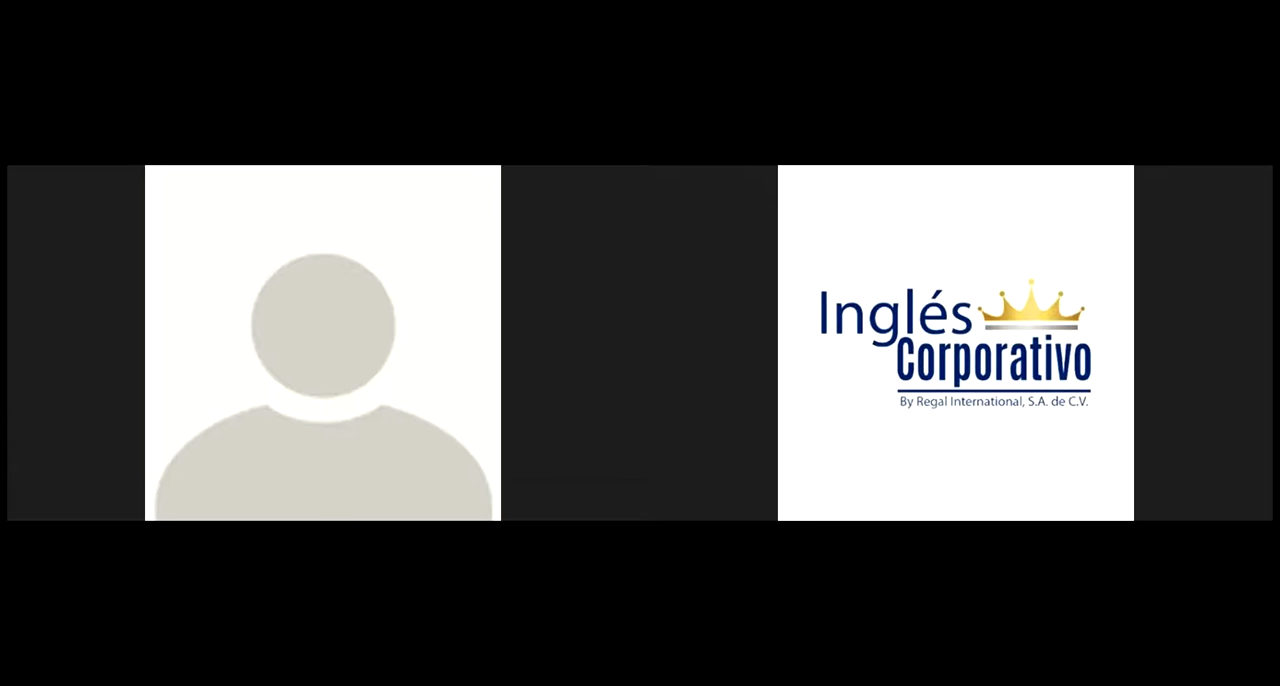 Inglés
Corporativo
By Regal International, S.A. de C.V.